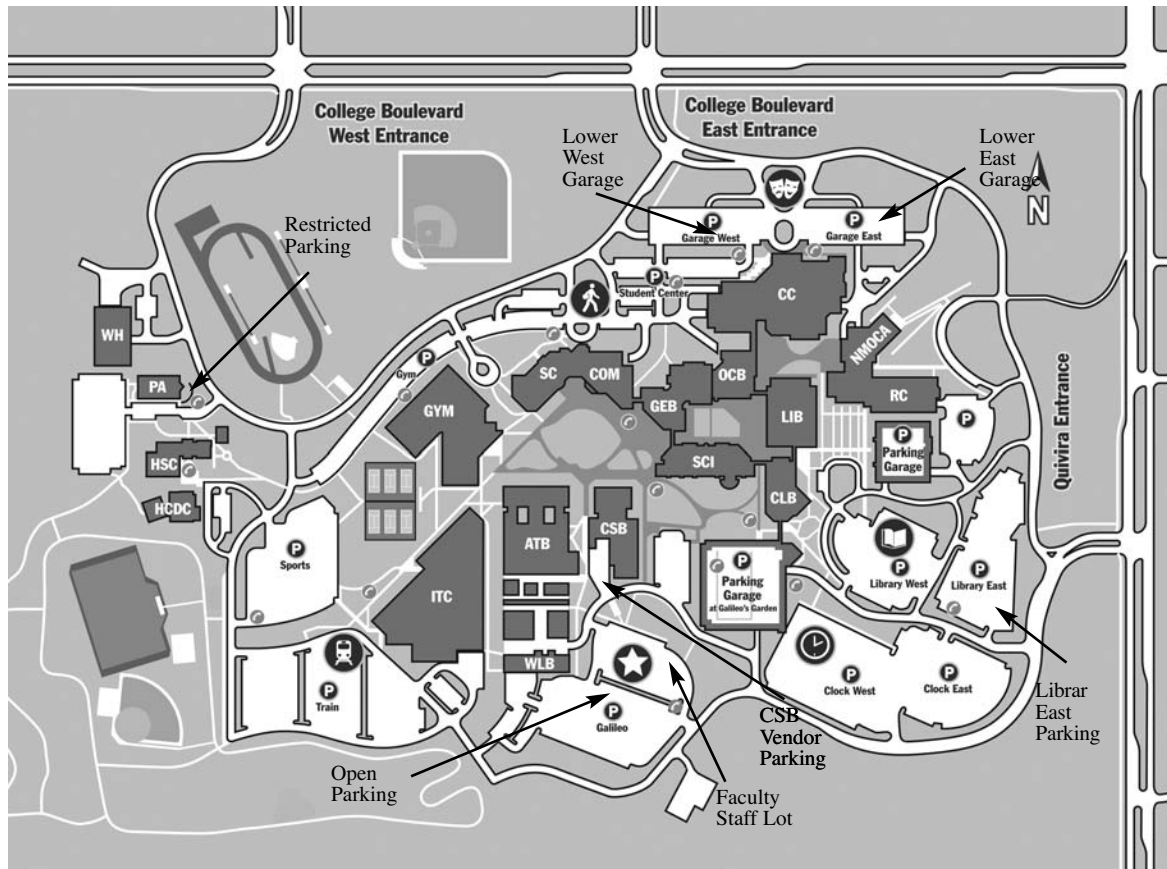 College Boulevard
West Entrance
College Boulevard
East Entrance
Lower
West
Garage
Lower
East
Garage
N
Restricted
Parking
P
Garage West
P
Garage East
P
Student Center
CC
WH
NMOCA
P
Gym
PA
SC
COM
OCB
GEB
LIB
RC
GYM
P
P
Parking
Garage
Quivira Entrance
HSC
SCI
CLB
HCDC
ATB
CSB
P
Sports
P
Parking
Garage
at Galileo's Garden
P
Library West
P
Library East
ITC
WLB
P
Train
P
Clock West
P
Clock East
P
Galileo
CSB
Vendor
Parking
Librar
East
Parking
Open
Parking
Faculty
Staff Lot